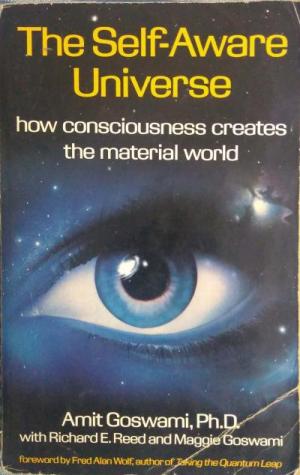 The Self-Aware
Universe
how consciousness creates
the material world
Amit Goswami, Ph.D.
with Richard E. Reed and Maggie Goswami
foreword by Fred Alan Wolf, author of Taking the Quantum Leap